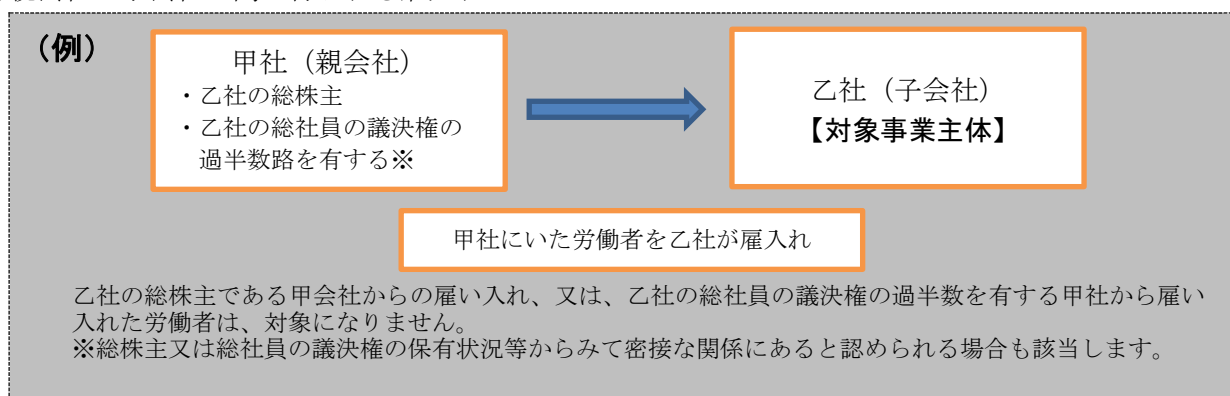 （例）
甲社（親会社）
・乙社の総株主
・乙社の総社員の議決権の
過半数路を有する※
乙社（子会社）
【対象事業主体】
甲社にいた労働者を乙社が雇入れ
乙社の総株主である甲会社からの雇い入れ、又は、乙社の総社員の議決権の過半数を有する甲社から雇い
入れた労働者は、対象になりません。
※総株主又は総社員の議決権の保有状況等からみて密接な関係にあると認められる場合も該当します。